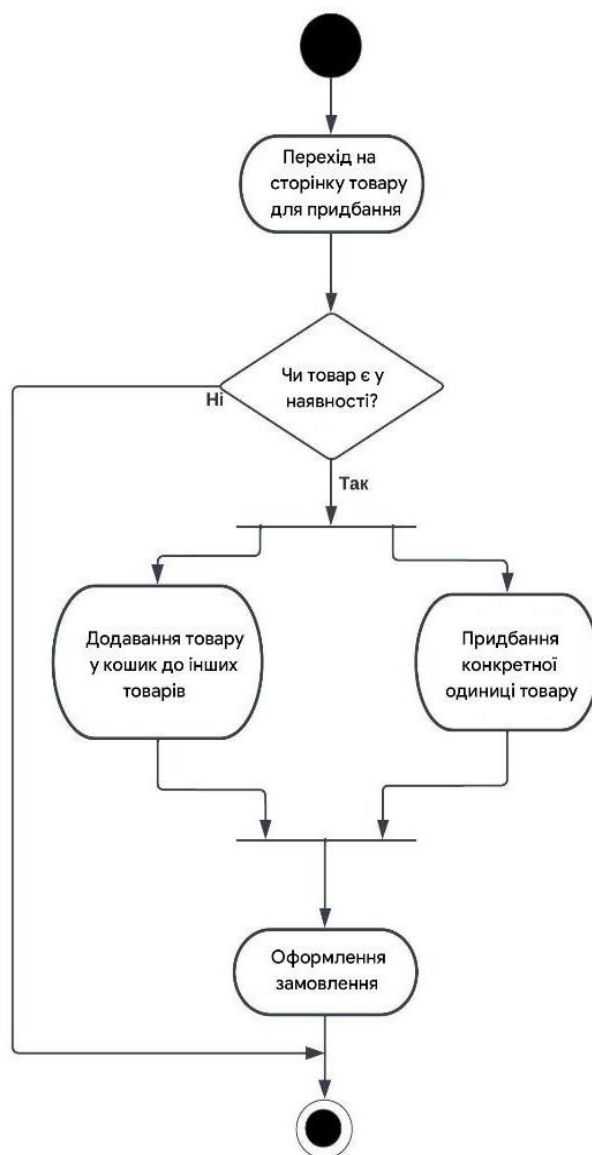 Перехід на
сторінку товару
для придбання
Чи товар є у
наявності?
Ні
Так
Додавання товару
у кошик до інших
товарів
Придбання
конкретної
одиниці товару
Оформлення
замовлення